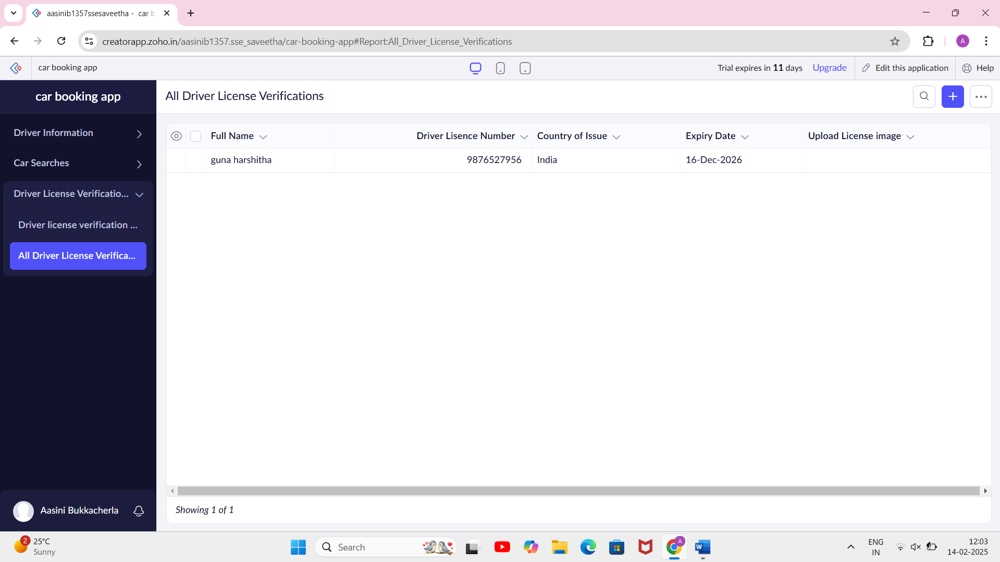 aasinib1357ssesaveetha - car b
creatorapp.zoho.in/aasinib1357.sse_saveetha/car-booking-app#Report:All_Driver_License_Verifications
A
car booking app
Trial expires in 11 days Upgrade Edit this application Help
car booking app
All Driver License Verifications
Driver Information
Car Searches
Driver License Verificatio...
Driver license verification ...
All Driver License Verifica...
Full Name Driver Lisence Number Country of Issue Expiry Date Upload License image
guna harshitha 9876527956 India 16-Dec-2026
Showing 1 of 1
Aasini Bukkacherla
2
25°C
Sunny
Search
A
W
ENG
IN
12:03
14-02-2025